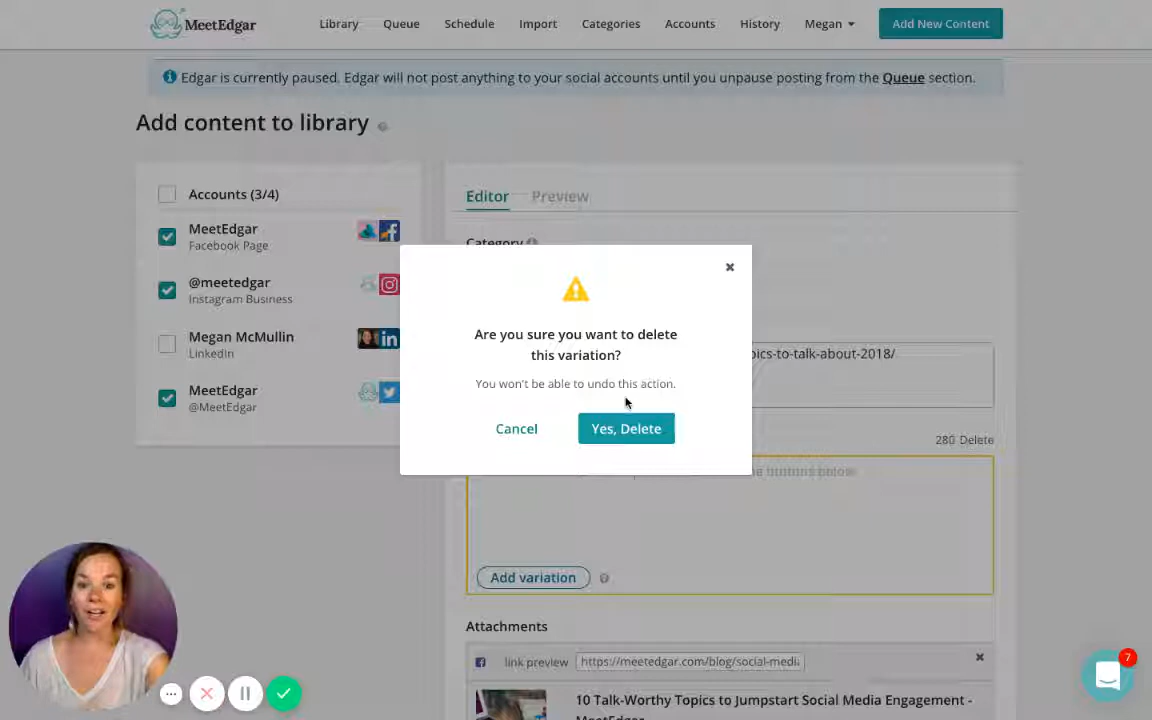 MeetEdgar
Library Queue Schedule Import Categories Accounts History Megan Add New Content
Edgar is currently paused. Edgar will not post anything to your social accounts until you unpause posting from the Queue section.
Add content to library
Accounts (3/4)
MeetEdgar
Facebook Page
@meetedgar
Instagram Business
Megan McMullin
LinkedIn
MeetEdgar
@MeetEdgar
Editor Preview
Category
Are you sure you want to delete
this variation?
You won't be able to undo this action.
Cancel Yes, Delete
pics-to-talk-about-2018/
280 Delete
buttons below
Add variation
Attachments
link preview https://meetedgar.com/blog/social-medi
10 Talk-Worthy Topics to Jumpstart Social Media Engagement -
MeetEdgar
7